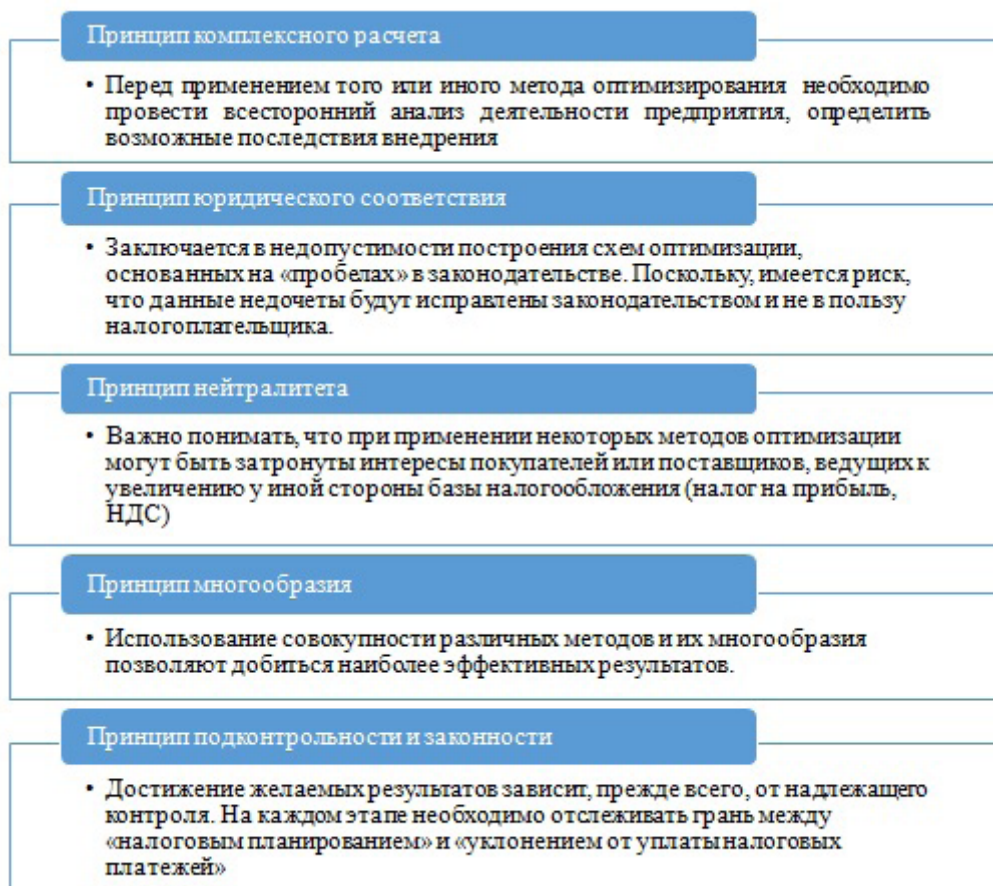 Принцип комплексного расчета
• Перед применением того или иного метода оптимизирования необходимо
провести всесторонний анализ деятельности предприятия, определить
возможные последствия внедрения
Принцип юридического соответствия
• Заключается в недопустимости построения схем оптимизации,
основанных на «пробелах» в законодательстве. Поскольку, имеется риск,
что данные недочеты будут исправлены законодательством и не в пользу
налогоплательщика.
Принцип нейтралитета
• Важно понимать, что при применении некоторых методов оптимизации
могут быть затронуты интересы покупателей или поставщиков, ведущих к
увеличению у иной стороны базы налогообложения (налог на прибыль,
НДС)
Принцип многообразия
• Использование совокупности различных методов и их многообразия
позволяют добиться наиболее эффективных результатов.
Принцип подконтрольности и законности
• Достижение желаемых результатов зависит, прежде всего, от надлежащего
контроля. На каждом этапе необходимо отслеживать грань между
«налоговым планированием» и «уклонением от уплаты налоговых
платежей»